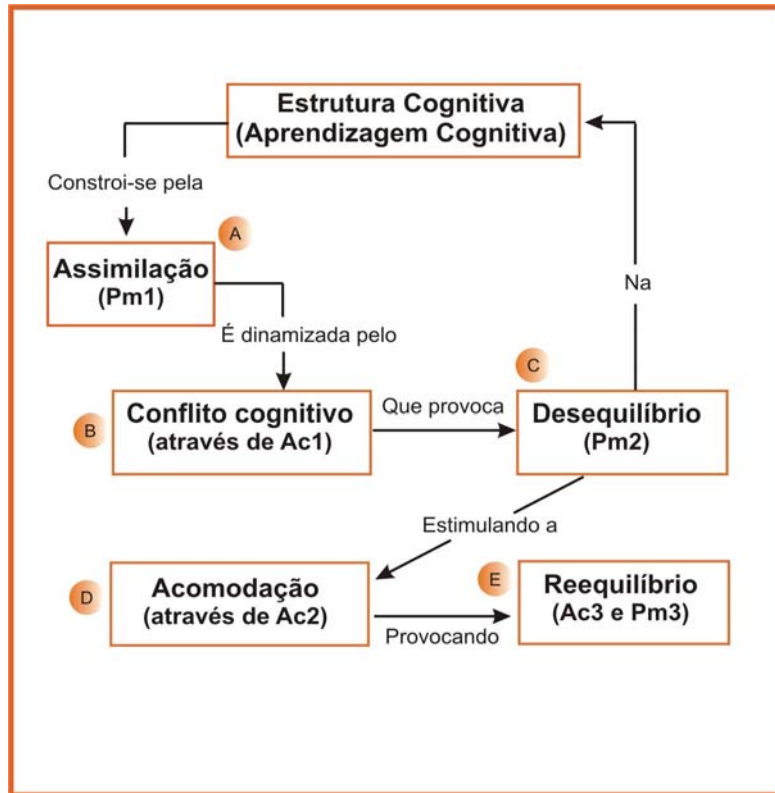 Estrutura Cognitiva
(Aprendizagem Cognitiva)
Constroi-se pela
A
Assimilação
(Pm1)
Na
É dinamizada pelo
C
B
Conflito cognitivo
(através de Ac1)
Que provoca
Desequilíbrio
(Pm2)
Estimulando a
D
Acomodação
(através de Ac2)
Provocando
E
Reequilíbrio
(Ac3 e Pm3)